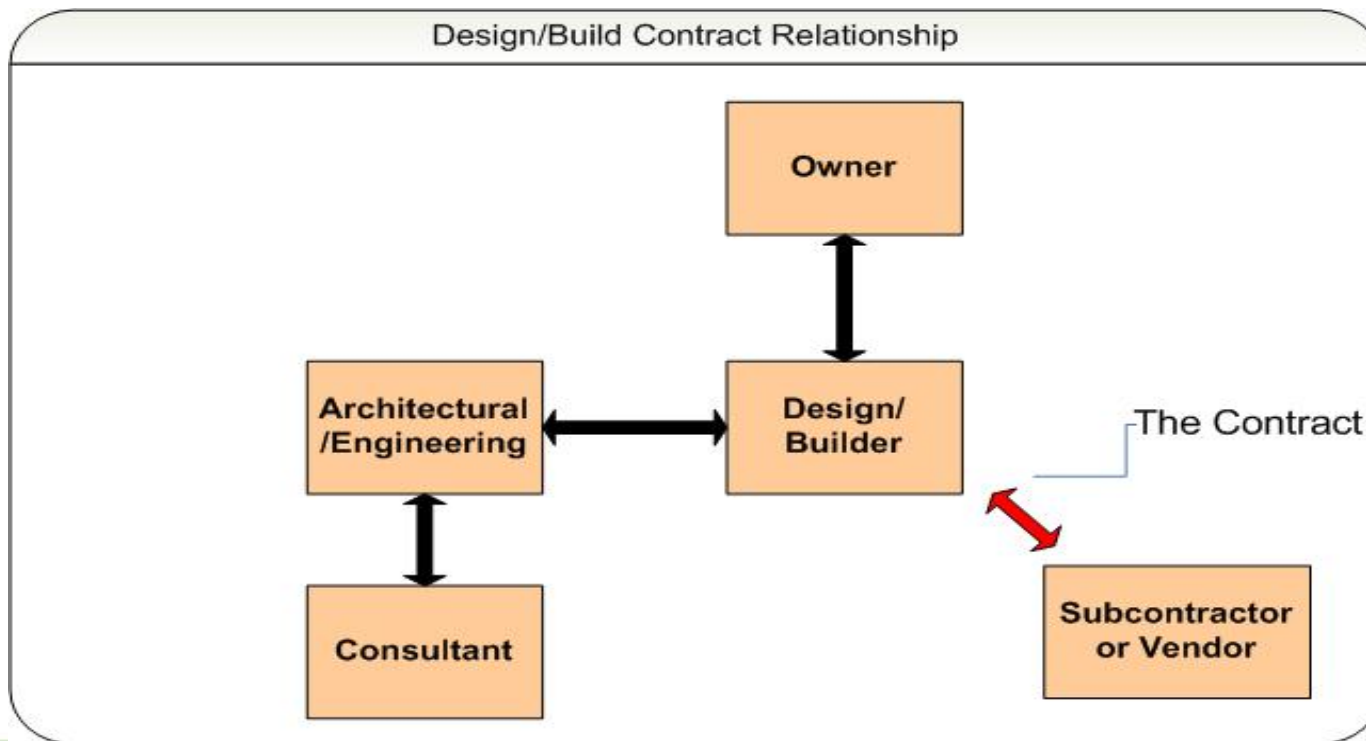 Design/Build Contract Relationship
Owner
Architectural
/Engineering
Design/
Builder
The Contract
Consultant
Subcontractor
or Vendor